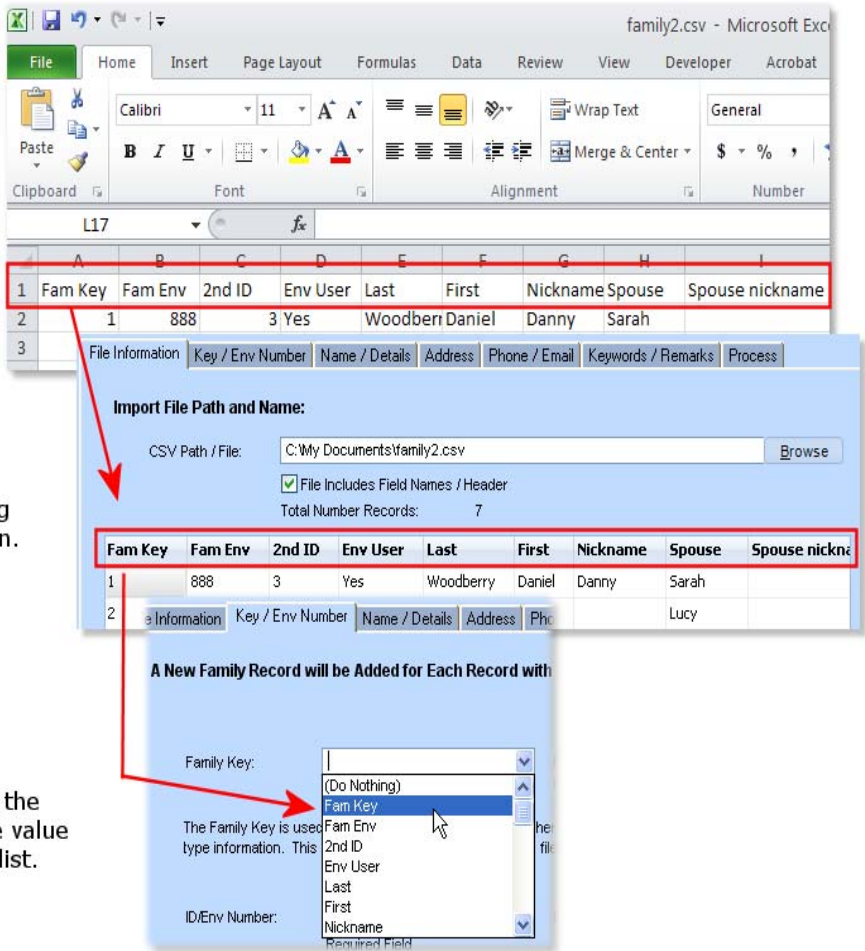 family2.csv - Microsoft Exc
File Home Insert Page Layout Formulas Data Review View Developer Acrobat
Calibri 11 A A Wrap Text General
Paste B I U A Merge & Center $ % ,
Clipboard Font Alignment Number
L17 fx
A B C D E F G H I
1 Fam Key Fam Env 2nd ID Env User Last First Nickname Spouse Spouse nickname
2 1 888 3 Yes Woodberr Daniel Danny Sarah
3
File Information Key / Env Number Name / Details Address Phone / Email Keywords / Remarks Process
Import File Path and Name:
CSV Path / File: C:\My Documents\family2.csv Browse
File Includes Field Names / Header
Total Number Records: 7
g
n.
Fam Key Fam Env 2nd ID Env User Last First Nickname Spouse Spouse nickna
1 888 3 Yes Woodberry Daniel Danny Sarah
2 Lucy
e Information Key / Env Number Name / Details Address Pho
A New Family Record will be Added for Each Record with
Family Key:
(Do Nothing)
Fam Key
the
e value
list.
The Family Key is used Fam Env her
type information. This 2nd ID file
Env User
Last
First
ID/Env Number:
Nickname
Required Field